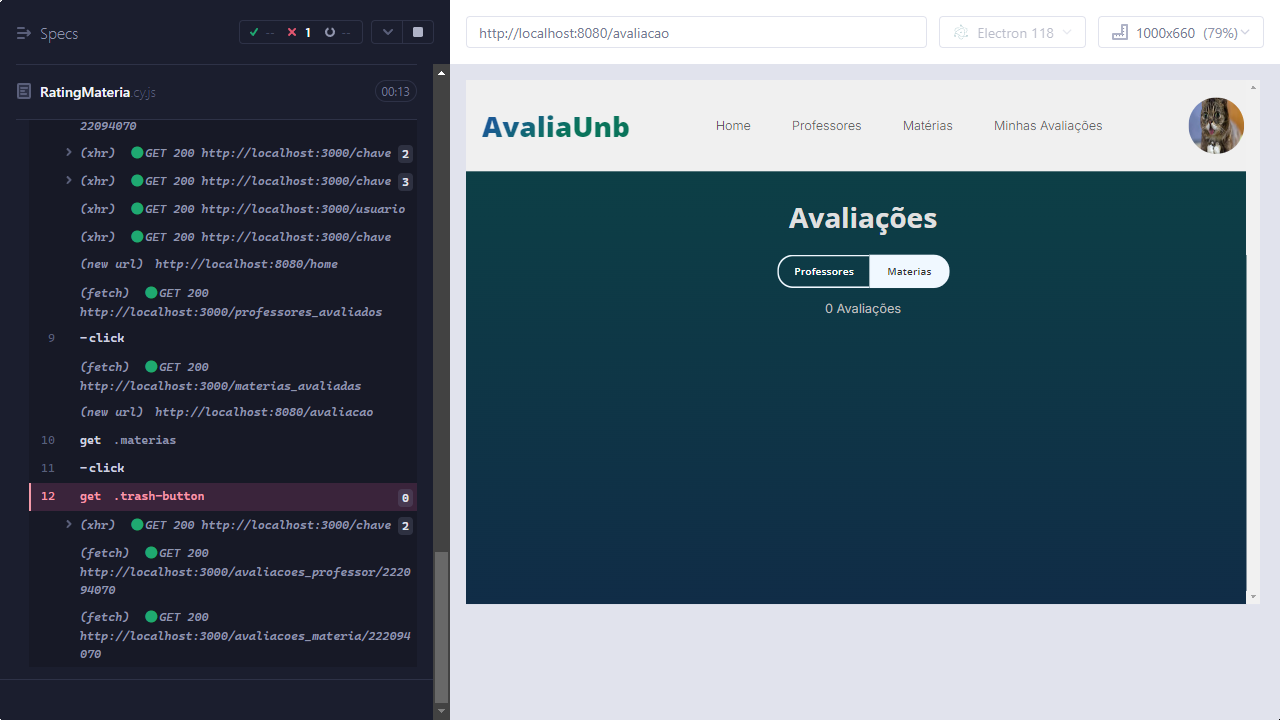 Specs
-- 1 --
RatingMateria.cy.js
00:13
22094070
(xhr) GET 200 http://localhost:3000/chave 2
(xhr) GET 200 http://localhost:3000/chave 3
(xhr) GET 200 http://localhost:3000/usuario
(xhr) GET 200 http://localhost:3000/chave
(new url) http://localhost:8080/home
(fetch) GET 200
http://localhost:3000/professores_avaliados
9 -click
(fetch) GET 200
http://localhost:3000/materias_avaliadas
(new url) http://localhost:8080/avaliacao
10 get .materias
11 -click
12 get .trash-button 0
(xhr) GET 200 http://localhost:3000/chave 2
(fetch) GET 200
http://localhost:3000/avaliacoes_professor/2220
94070
(fetch) GET 200
http://localhost:3000/avaliacoes_materia/222094
070
http://localhost:8080/avaliacao
Electron 118
1000x660 (79%)
AvaliaUnb
Home
Professores
Matérias
Minhas Avaliações
Avaliações
Professores
Materias
0 Avaliações